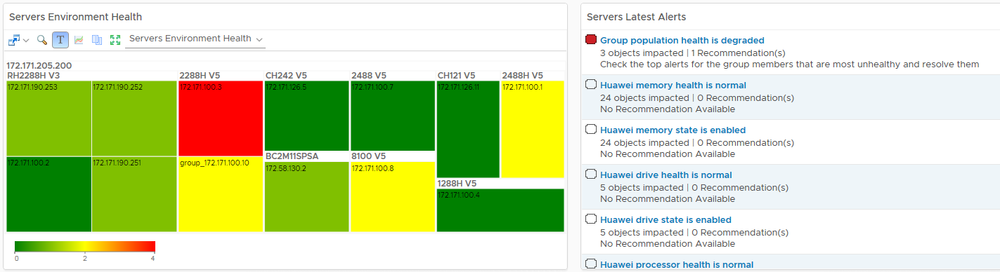 Servers Environment Health
T
Servers Environment Health
172.171.205.200
RH2288H V3
2288H V5
CH242 V5
2488 V5
CH121 V5
2488H V5
172.171.190.253
172.171.190.252
172.171.100.3
172.171.126.5
172.171.100.7
172.171.126.11
172.171.100.1
BC2M11SPSA
8100 V5
172.171.100.2
172.171.190.251
group_172.171.100.10
172.58.130.2
172.171.100.8
1288H V5
172.171.100.4
0
2
4
Servers Latest Alerts
Group population health is degraded
3 objects impacted | 1 Recommendation(s)
Check the top alerts for the group members that are most unhealthy and resolve them
Huawei memory health is normal
24 objects impacted | 0 Recommendation(s)
No Recommendation Available
Huawei memory state is enabled
24 objects impacted | 0 Recommendation(s)
No Recommendation Available
Huawei drive health is normal
5 objects impacted | 0 Recommendation(s)
No Recommendation Available
Huawei drive state is enabled
5 objects impacted | 0 Recommendation(s)
No Recommendation Available
Huawei processor health is normal